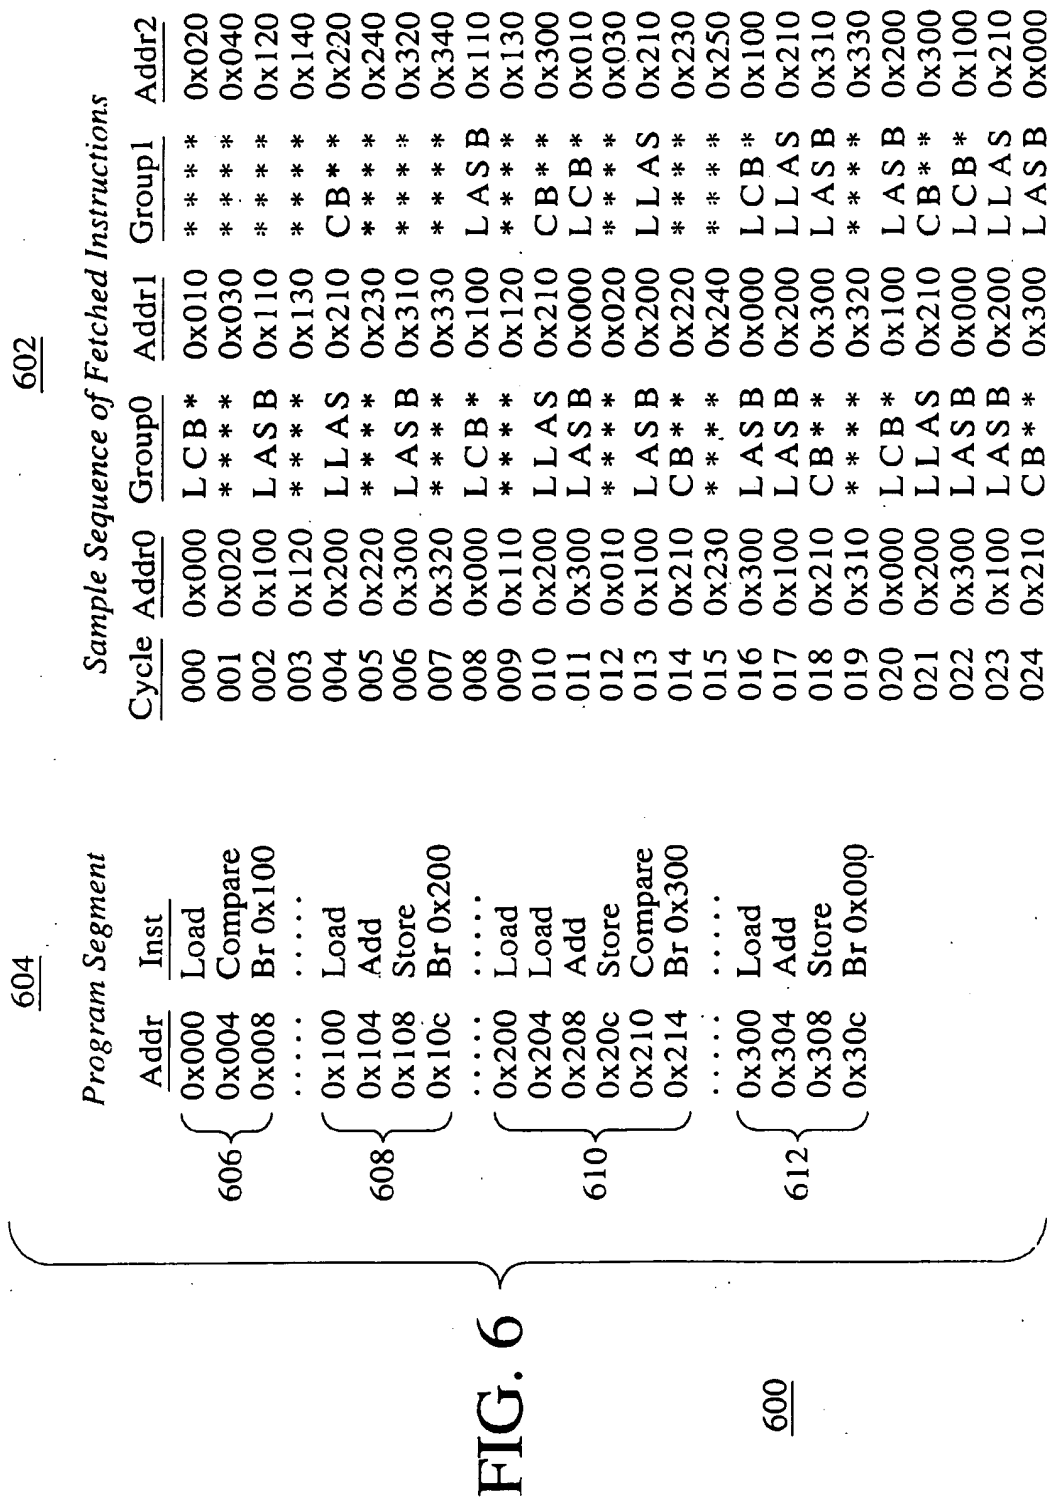 604
Program Segment
Addr Inst
0x000 Load
0x004 Compare
0x008 Br 0x100
.....  .....
0x100 Load
0x104 Add
0x108 Store
0x10c Br 0x200
.....  .....
0x200 Load
0x204 Load
0x208 Add
0x20c Store
0x210 Compare
0x214 Br 0x300
.....  .....
0x300 Load
0x304 Add
0x308 Store
0x30c Br 0x000
606
608
610
612
602
Sample Sequence of Fetched Instructions
Cycle Addr0 Group0 Addr1 Group1 Addr2
000 0x000 L C B * 0x010 * * * * 0x020
001 0x020 * * * * 0x030 * * * * 0x040
002 0x100 L A S B 0x110 * * * * 0x120
003 0x120 * * * * 0x130 * * * * 0x140
004 0x200 L L A S 0x210 C B * * 0x220
005 0x220 * * * * 0x230 * * * * 0x240
006 0x300 L A S B 0x310 * * * * 0x320
007 0x320 * * * * 0x330 * * * * 0x340
008 0x000 L C B * 0x100 L A S B 0x110
009 0x110 * * * * 0x120 * * * * 0x130
010 0x200 L L A S 0x210 C B * * 0x300
011 0x300 L A S B 0x000 L C B * 0x010
012 0x010 * * * * 0x020 * * * * 0x030
013 0x100 L A S B 0x200 L L A S 0x210
014 0x210 C B * * 0x220 * * * * 0x230
015 0x230 * * * * 0x240 * * * * 0x250
016 0x300 L A S B 0x000 L C B * 0x100
017 0x100 L A S B 0x200 L L A S 0x210
018 0x210 C B * * 0x300 L A S B 0x310
019 0x310 * * * * 0x320 * * * * 0x330
020 0x000 L C B * 0x100 L A S B 0x200
021 0x200 L L A S 0x210 C B * * 0x300
022 0x300 L A S B 0x000 L C B * 0x100
023 0x100 L A S B 0x200 L L A S 0x210
024 0x210 C B * * 0x300 L A S B 0x000
FIG. 6
600